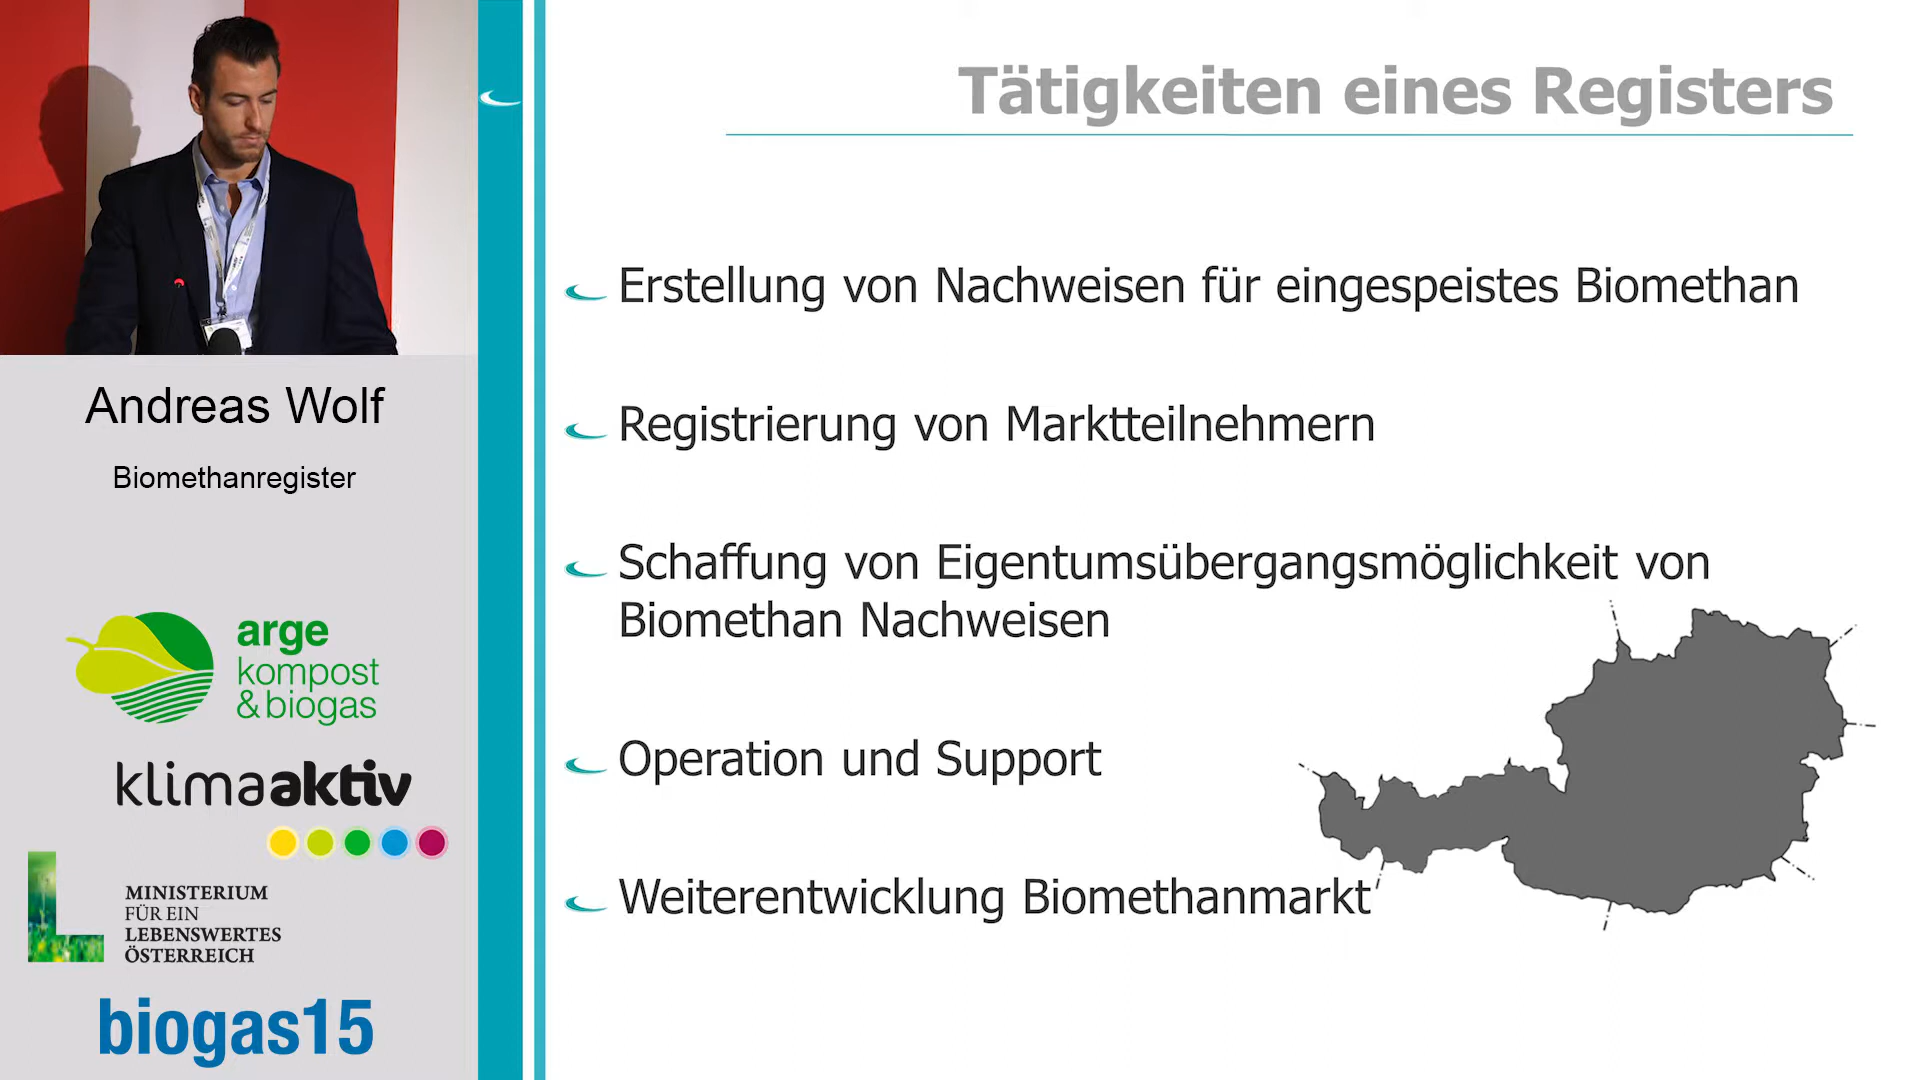 Tätigkeiten eines Registers
Erstellung von Nachweisen für eingespeistes Biomethan
Registrierung von Marktteilnehmern
Schaffung von Eigentumsübergangsmöglichkeit von
Biomethan Nachweisen
Operation und Support
Weiterentwicklung Biomethanmarkt
Andreas Wolf
Biomethanregister
arge
kompost
&biogas
klimaaktiv
MINISTERIUM
FÜR EIN
LEBENSWERTES
ÖSTERREICH
biogas15